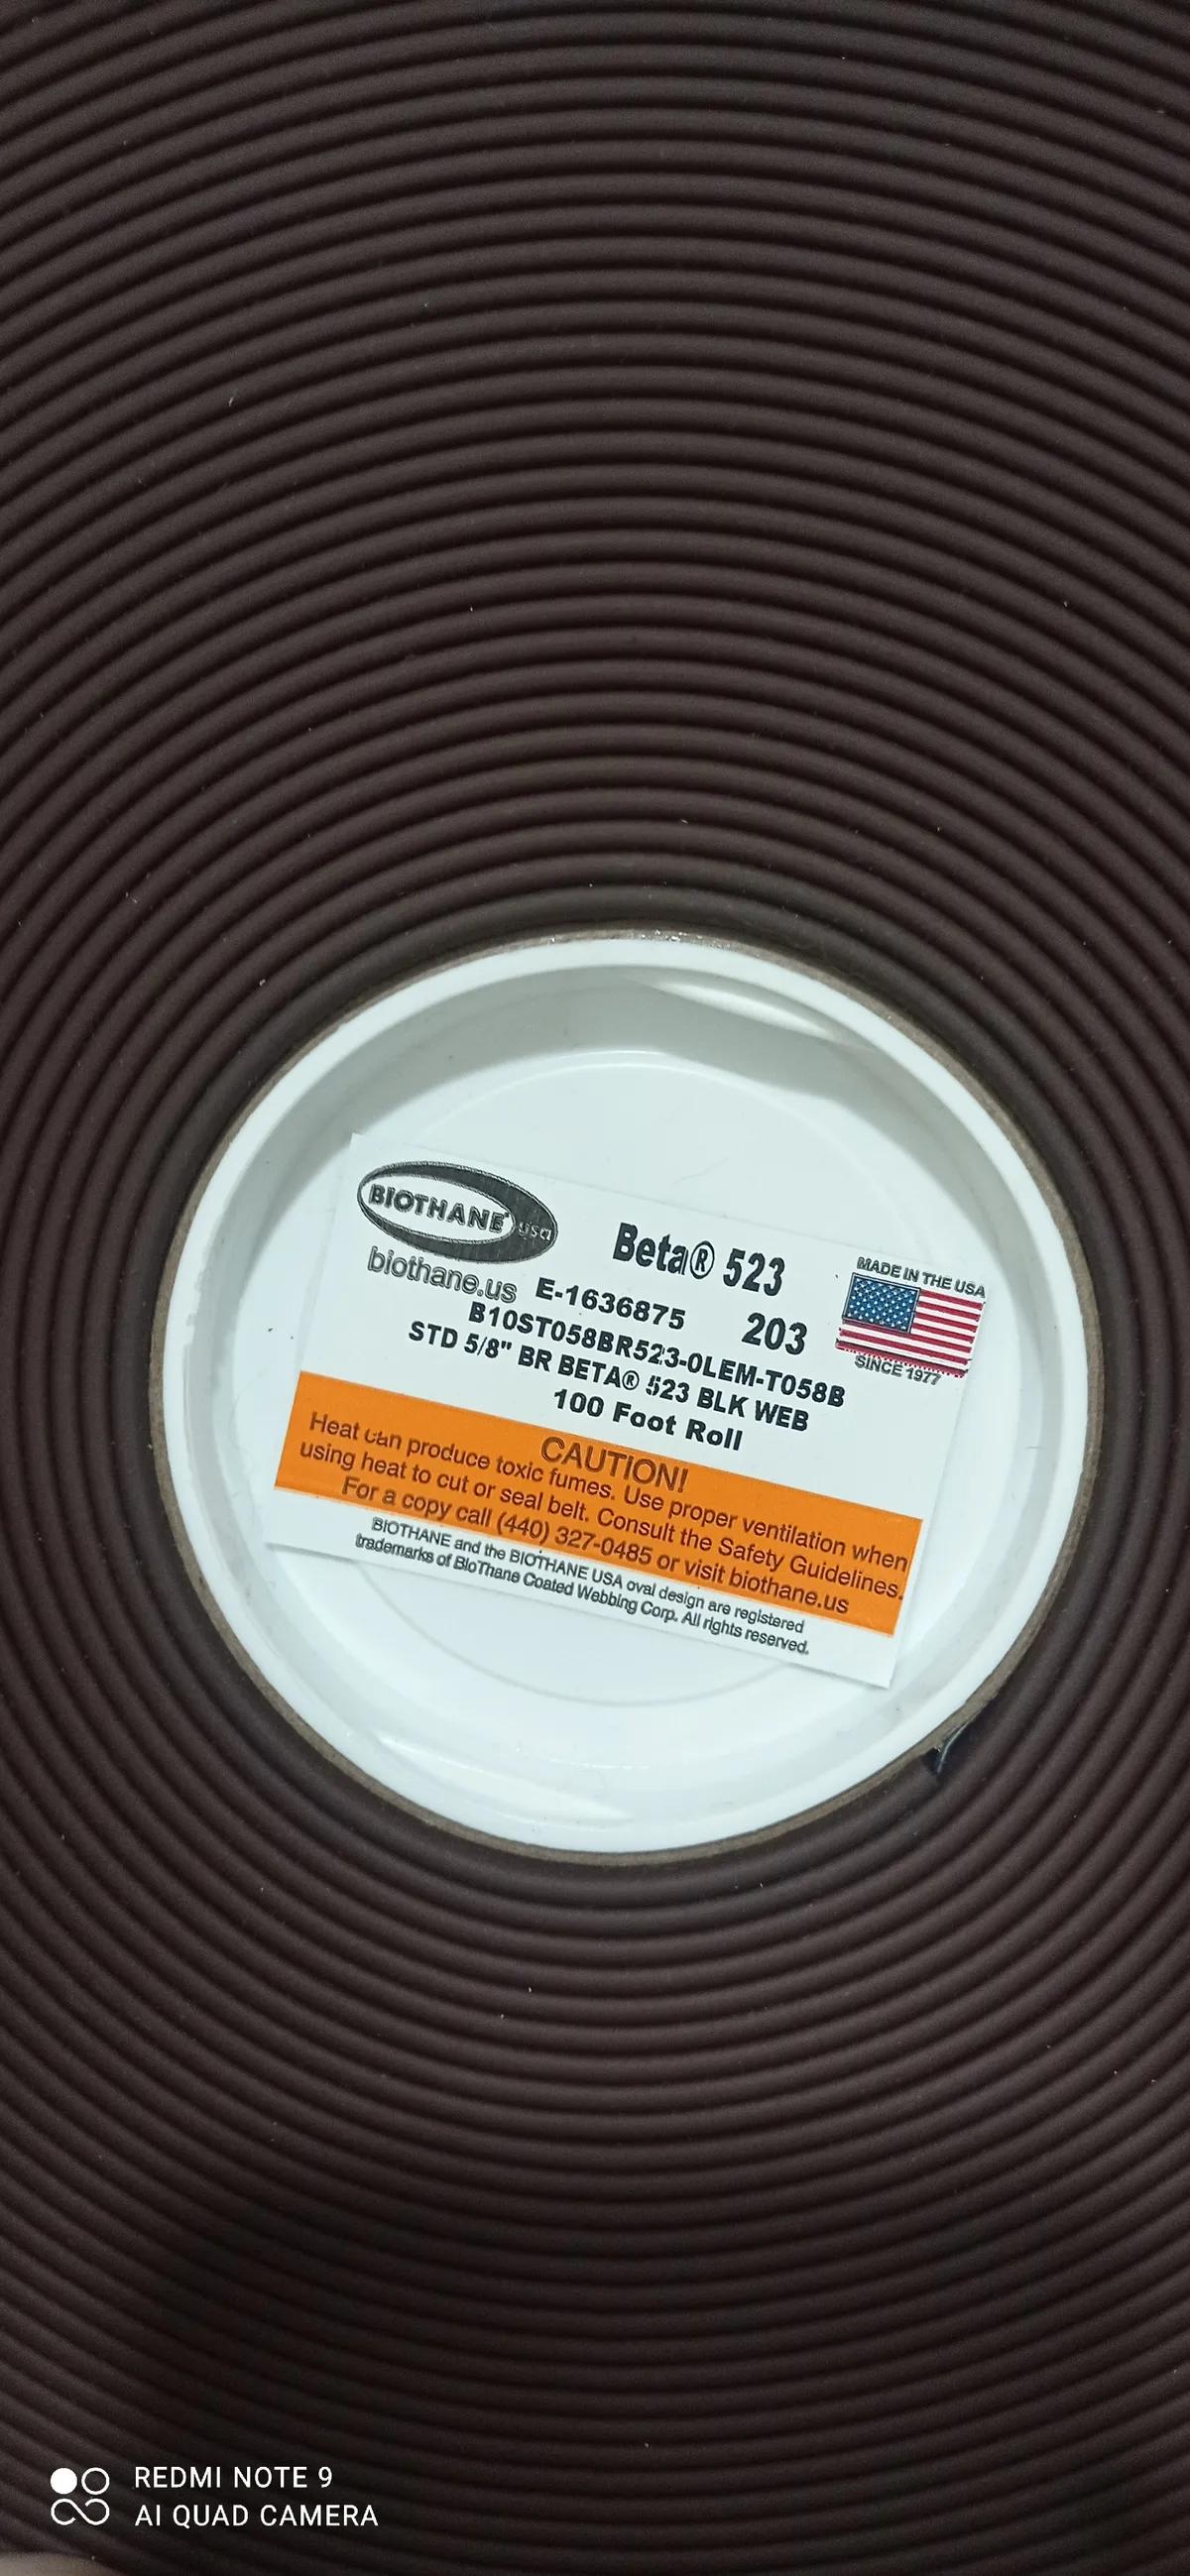 BIOTHANE® usa
biothane.us
Beta® 523
E-1636875 203
MADE IN THE USA
SINCE 1977
B10ST058BR523-0LEM-T058B
STD 5/8" BR BETA® 523 BLK WEB
100 Foot Roll
CAUTION!
Heat can produce toxic fumes. Use proper ventilation when
using heat to cut or seal belt. Consult the Safety Guidelines.
For a copy call (440) 327-0485 or visit biothane.us
BIOTHANE and the BIOTHANE USA oval design are registered
trademarks of BioThane Coated Webbing Corp. All rights reserved.
REDMI NOTE 9
AI QUAD CAMERA